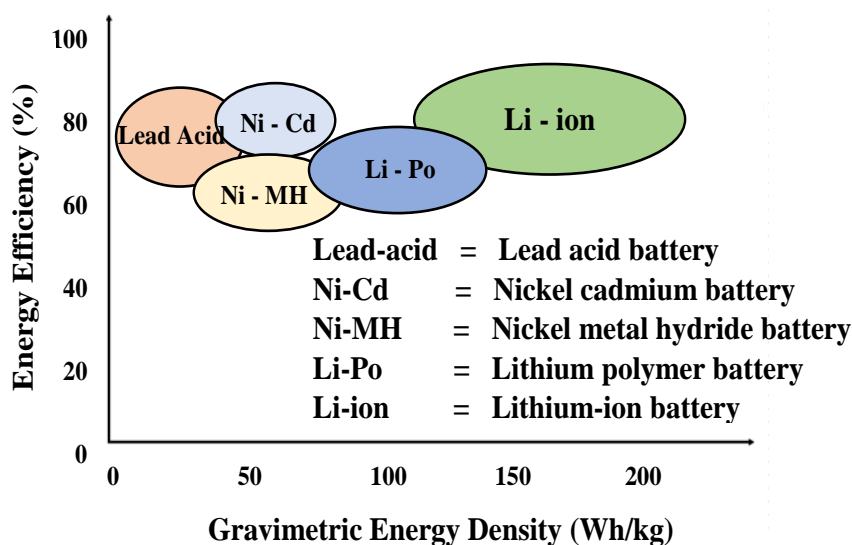 100
80
60
40
20
0
Energy Efficiency (%)
Lead Acid
Ni - Cd
Ni - MH
Li - Po
Li - ion
Lead-acid = Lead acid battery
Ni-Cd = Nickel cadmium battery
Ni-MH = Nickel metal hydride battery
Li-Po = Lithium polymer battery
Li-ion = Lithium-ion battery
0 50 100 150 200
Gravimetric Energy Density (Wh/kg)